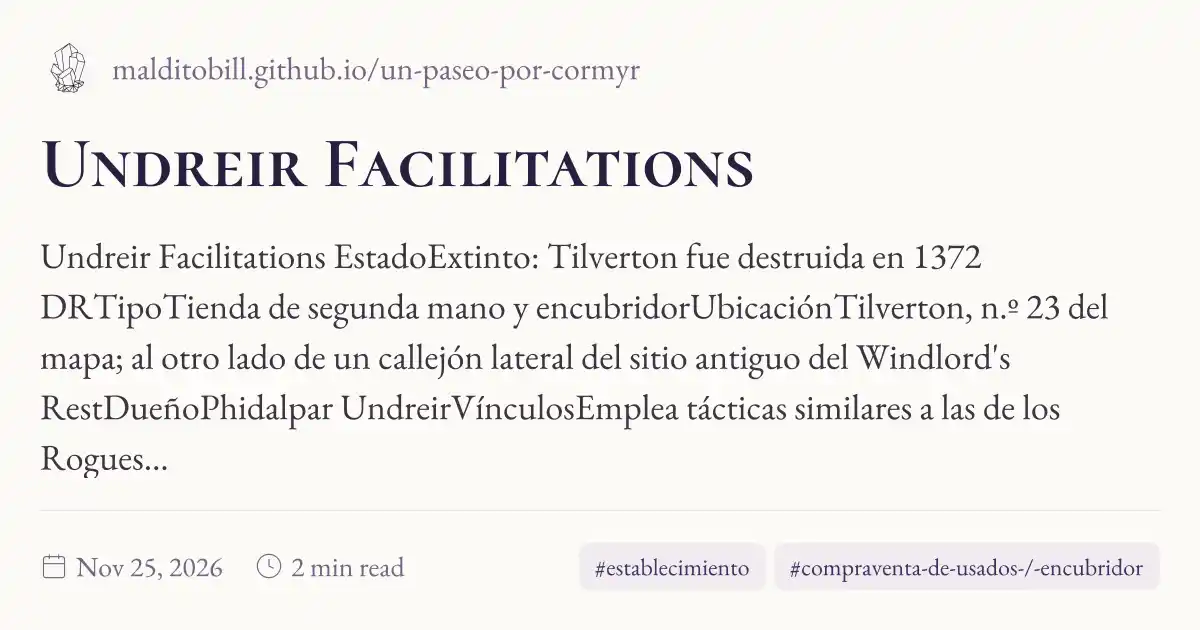 malditobill.github.io/un-paseo-por-cormyr
Undreir Facilitations
Undreir Facilitations EstadoExtinto: Tilverton fue destruida en 1372
DRTipoTienda de segunda mano y encubridorUbicaciónTilverton, n.º 23 del
mapa; al otro lado de un callejón lateral del sitio antiguo del Windlord's
RestDueñoPhidalpar UndreirVínculosEmplea tácticas similares a las de los
Rogues...
Nov 25, 2026
2 min read
#establecimiento
#compraventa-de-usados-/-encubridor